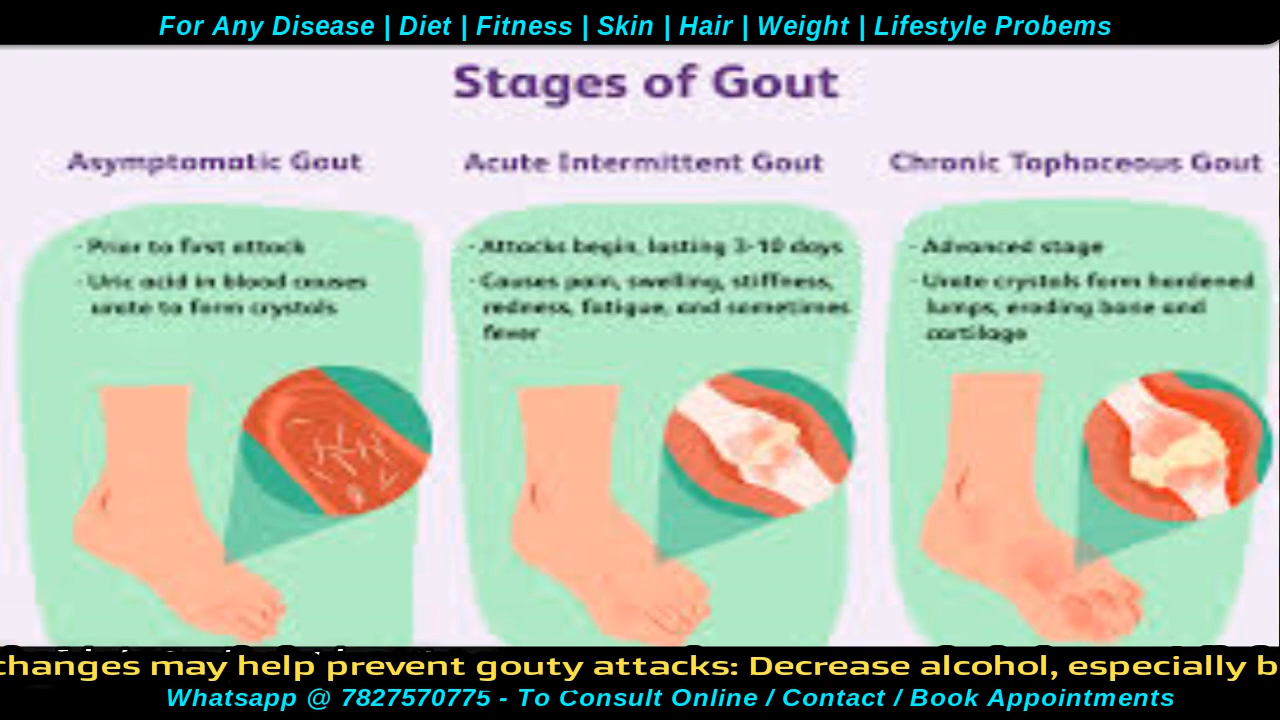 For Any Disease | Diet | Fitness | Skin | Hair | Weight | Lifestyle Probems
Stages of Gout
Asymptomatic Gout
- Prior to first attack
- Uric acid in blood causes
urate to form crystals
Acute Intermittent Gout
- Attacks begin, lasting 3-10 days
- Causes pain, swelling, stiffness,
redness, fatigue, and sometimes
fever
Chronic Tophaceous Gout
- Advanced stage
- Urate crystals form hardened
lumps, eroding bone and
cartilage
changes may help prevent gouty attacks: Decrease alcohol, especially b
Whatsapp @ 7827570775 - To Consult Online / Contact / Book Appointments